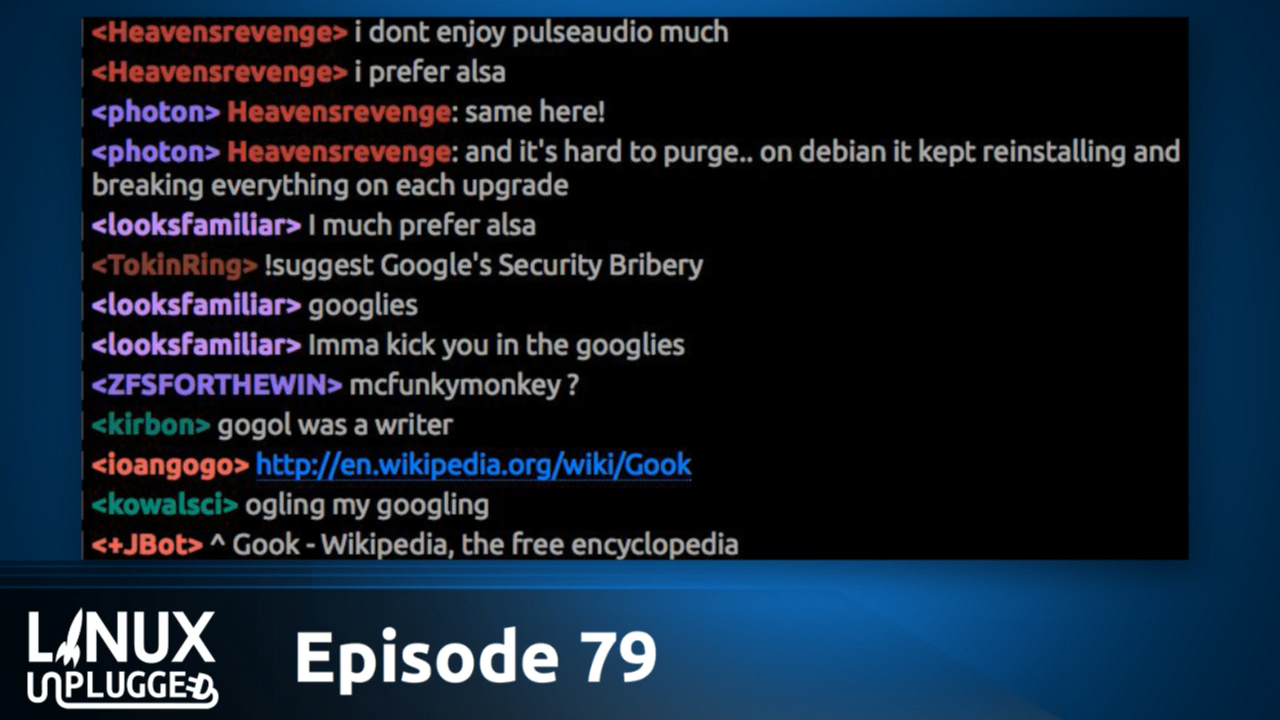 <Heavensrevenge> i dont enjoy pulseaudio much
<Heavensrevenge> i prefer alsa
<photon> Heavensrevenge: same here!
<photon> Heavensrevenge: and it's hard to purge.. on debian it kept reinstalling and
breaking everything on each upgrade
<looksfamiliar> I much prefer alsa
<TokinRing> !suggest Google's Security Bribery
<looksfamiliar> googlies
<looksfamiliar> Imma kick you in the googlies
<ZFSFORTHEWIN> mcfunkymonkey ?
<kirbon> gogol was a writer
<ioangogo> http://en.wikipedia.org/wiki/Gook
<kowalsci> ogling my googling
<+JBot> ^ Gook - Wikipedia, the free encyclopedia
LINUX
UNPLUGGED
Episode 79